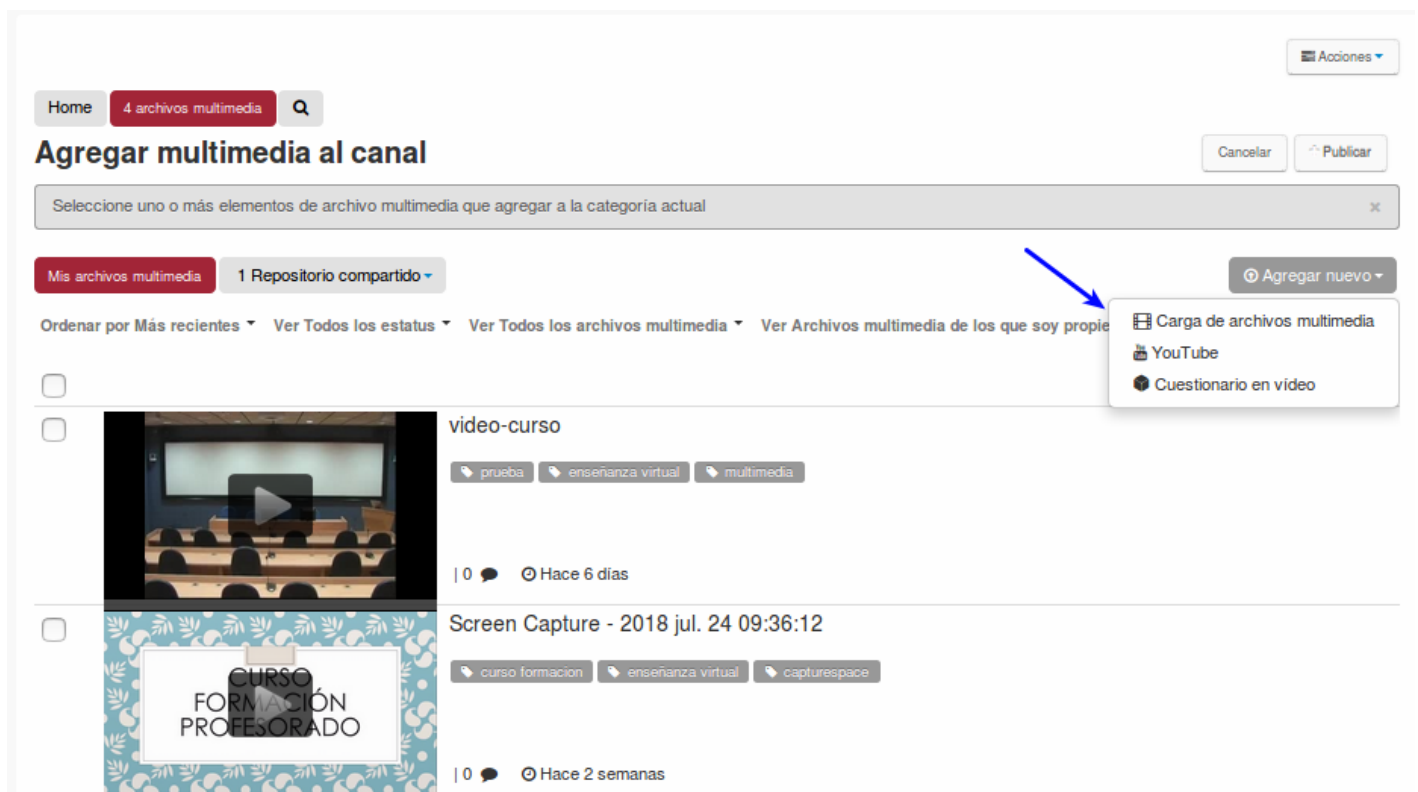 Acciones
Home 4 archivos multimedia
Agregar multimedia al canal
Cancelar Publicar
Seleccione uno o más elementos de archivo multimedia que agregar a la categoría actual ×
Mis archivos multimedia 1 Repositorio compartido Agregar nuevo
Ordenar por Más recientes Ver Todos los estatus Ver Todos los archivos multimedia Ver Archivos multimedia de los que soy propie
Carga de archivos multimedia
YouTube
Cuestionario en vídeo
video-curso
prueba enseñanza virtual multimedia
| 0 Hace 6 días
Screen Capture - 2018 jul. 24 09:36:12
curso formacion enseñanza virtual capturespace
CURSO
FORMACIÓN
PROFESORADO
| 0 Hace 2 semanas